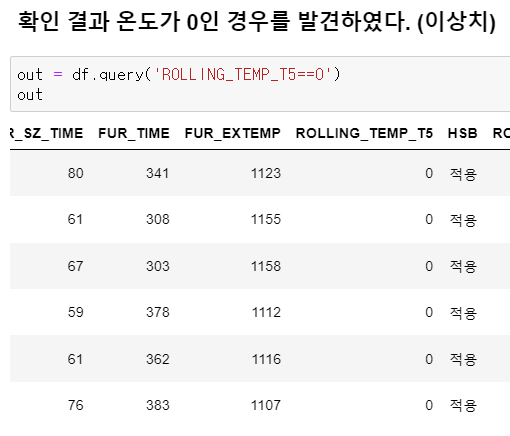 확인 결과 온도가 0인 경우를 발견하였다. (이상치)
out = df.query('ROLLING_TEMP_T5==0')
out
R_SZ_TIME FUR_TIME FUR_EXTEMP ROLLING_TEMP_T5 HSB RO
80 341 1123 0 적용
61 308 1155 0 적용
67 303 1158 0 적용
59 378 1112 0 적용
61 362 1116 0 적용
76 383 1107 0 적용